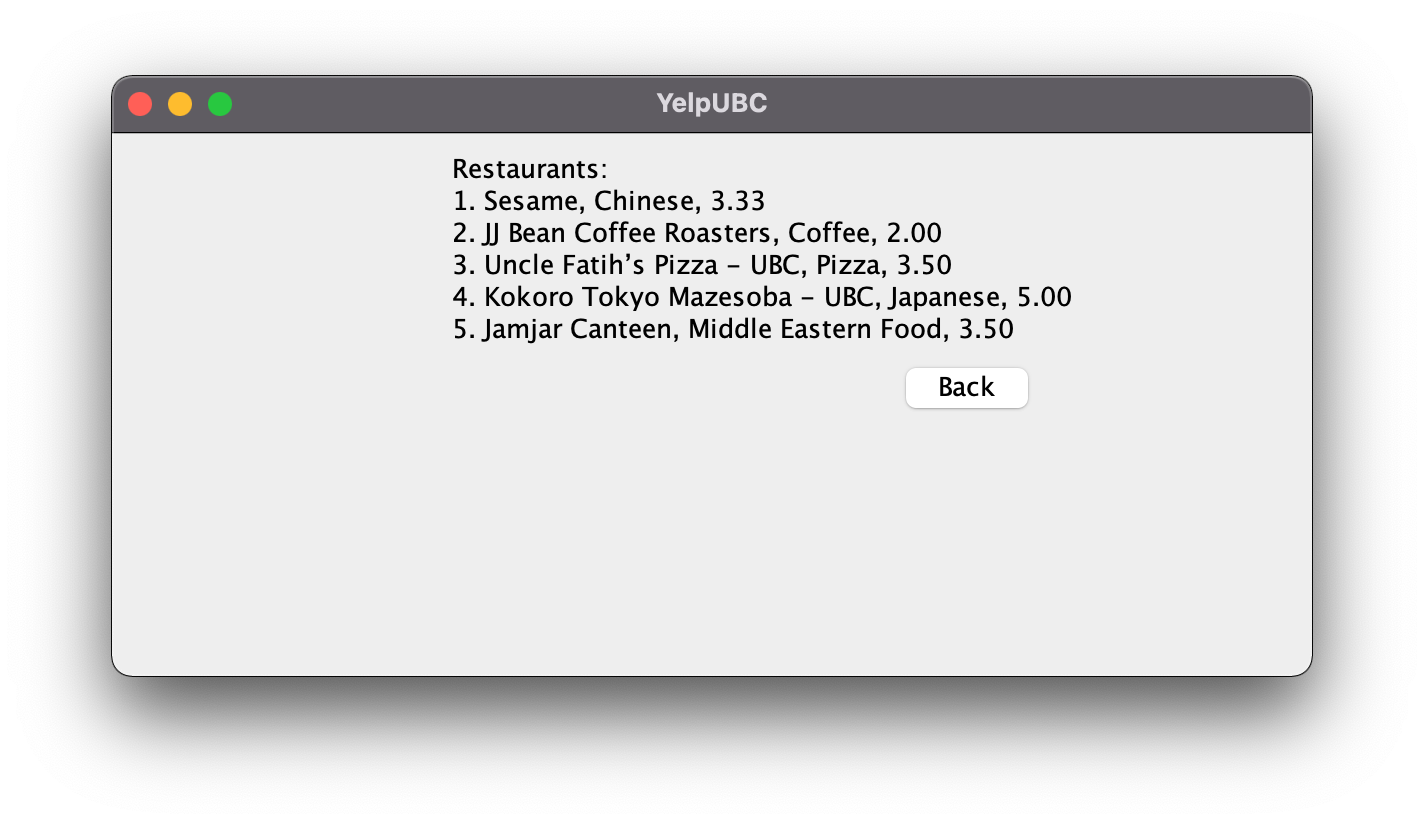 YelpUBC
Restaurants:
1. Sesame, Chinese, 3.33
2. JJ Bean Coffee Roasters, Coffee, 2.00
3. Uncle Fatih’s Pizza – UBC, Pizza, 3.50
4. Kokoro Tokyo Mazesoba – UBC, Japanese, 5.00
5. Jamjar Canteen, Middle Eastern Food, 3.50
Back